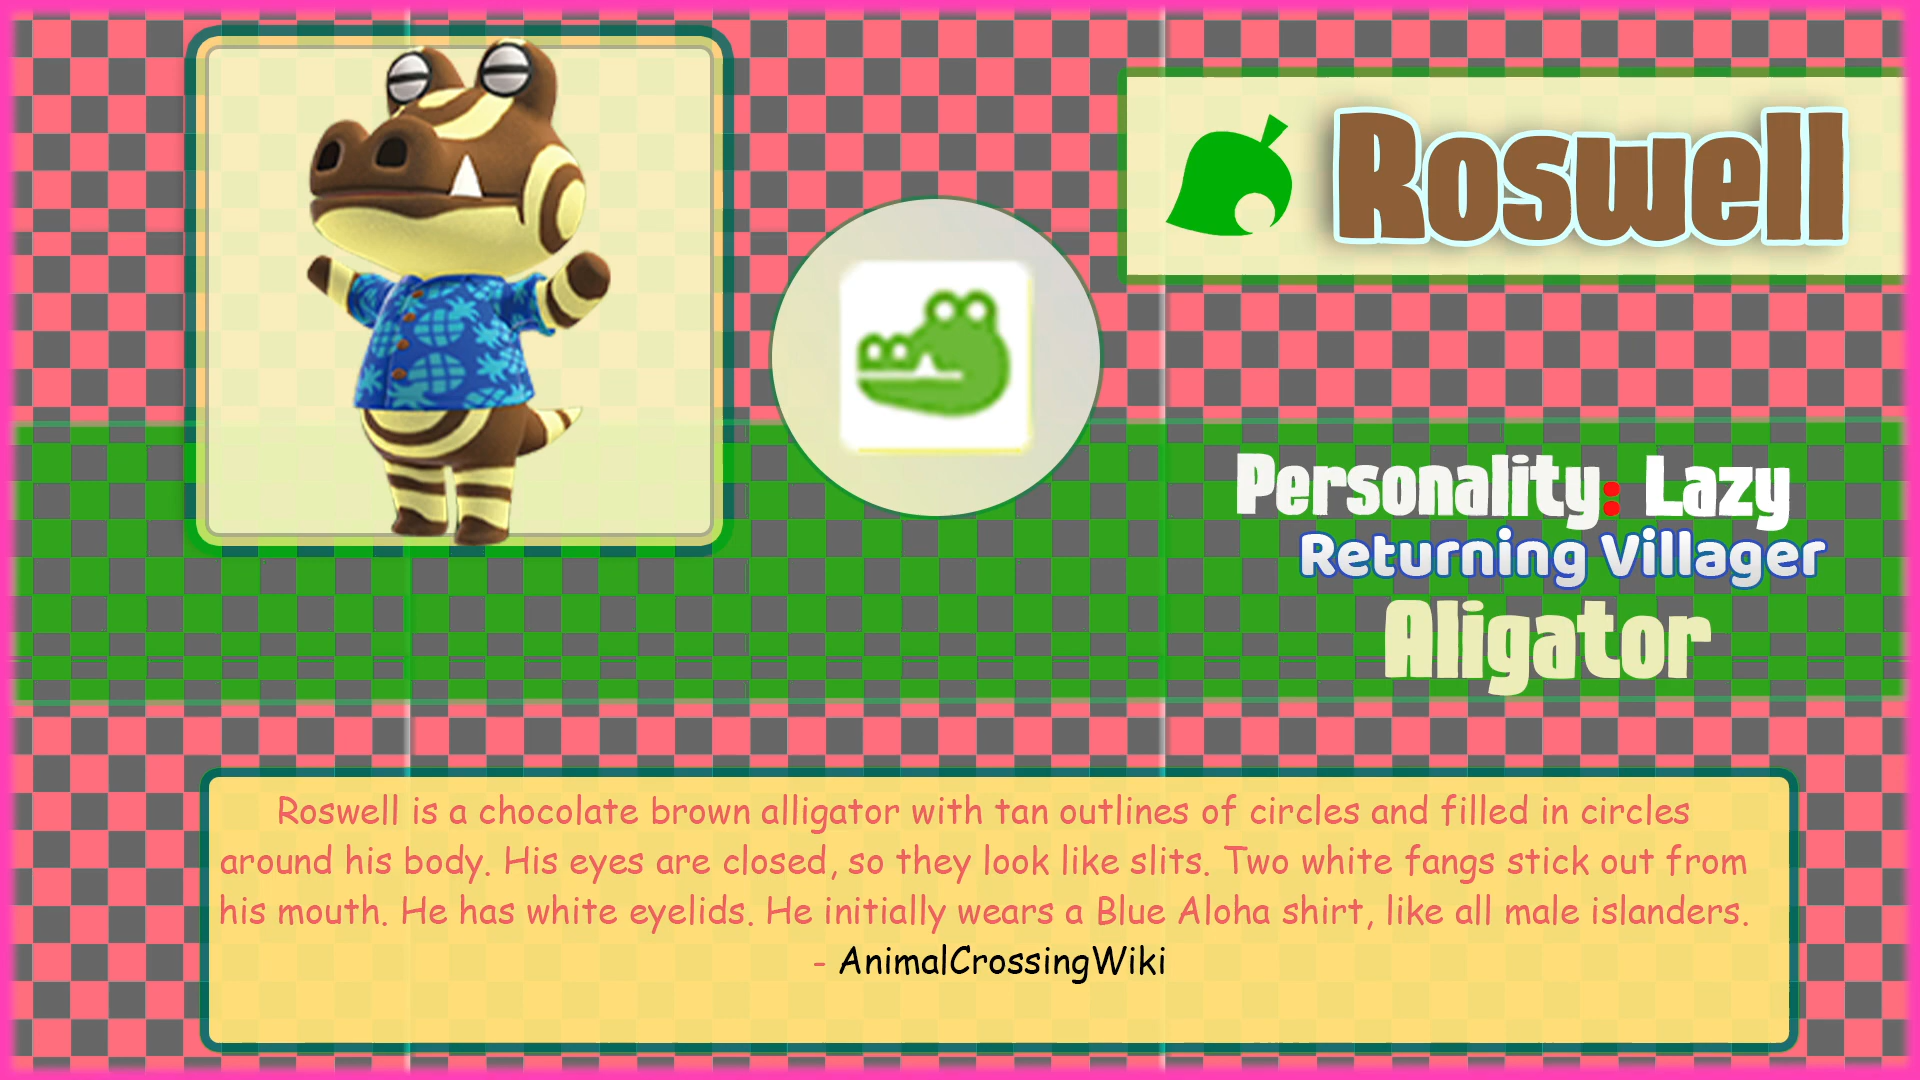 Roswell
Personality: Lazy
Returning Villager
Aligator
Roswell is a chocolate brown alligator with tan outlines of circles and filled in circles
around his body. His eyes are closed, so they look like slits. Two white fangs stick out from
his mouth. He has white eyelids. He initially wears a Blue Aloha shirt, like all male islanders.
- AnimalCrossingWiki